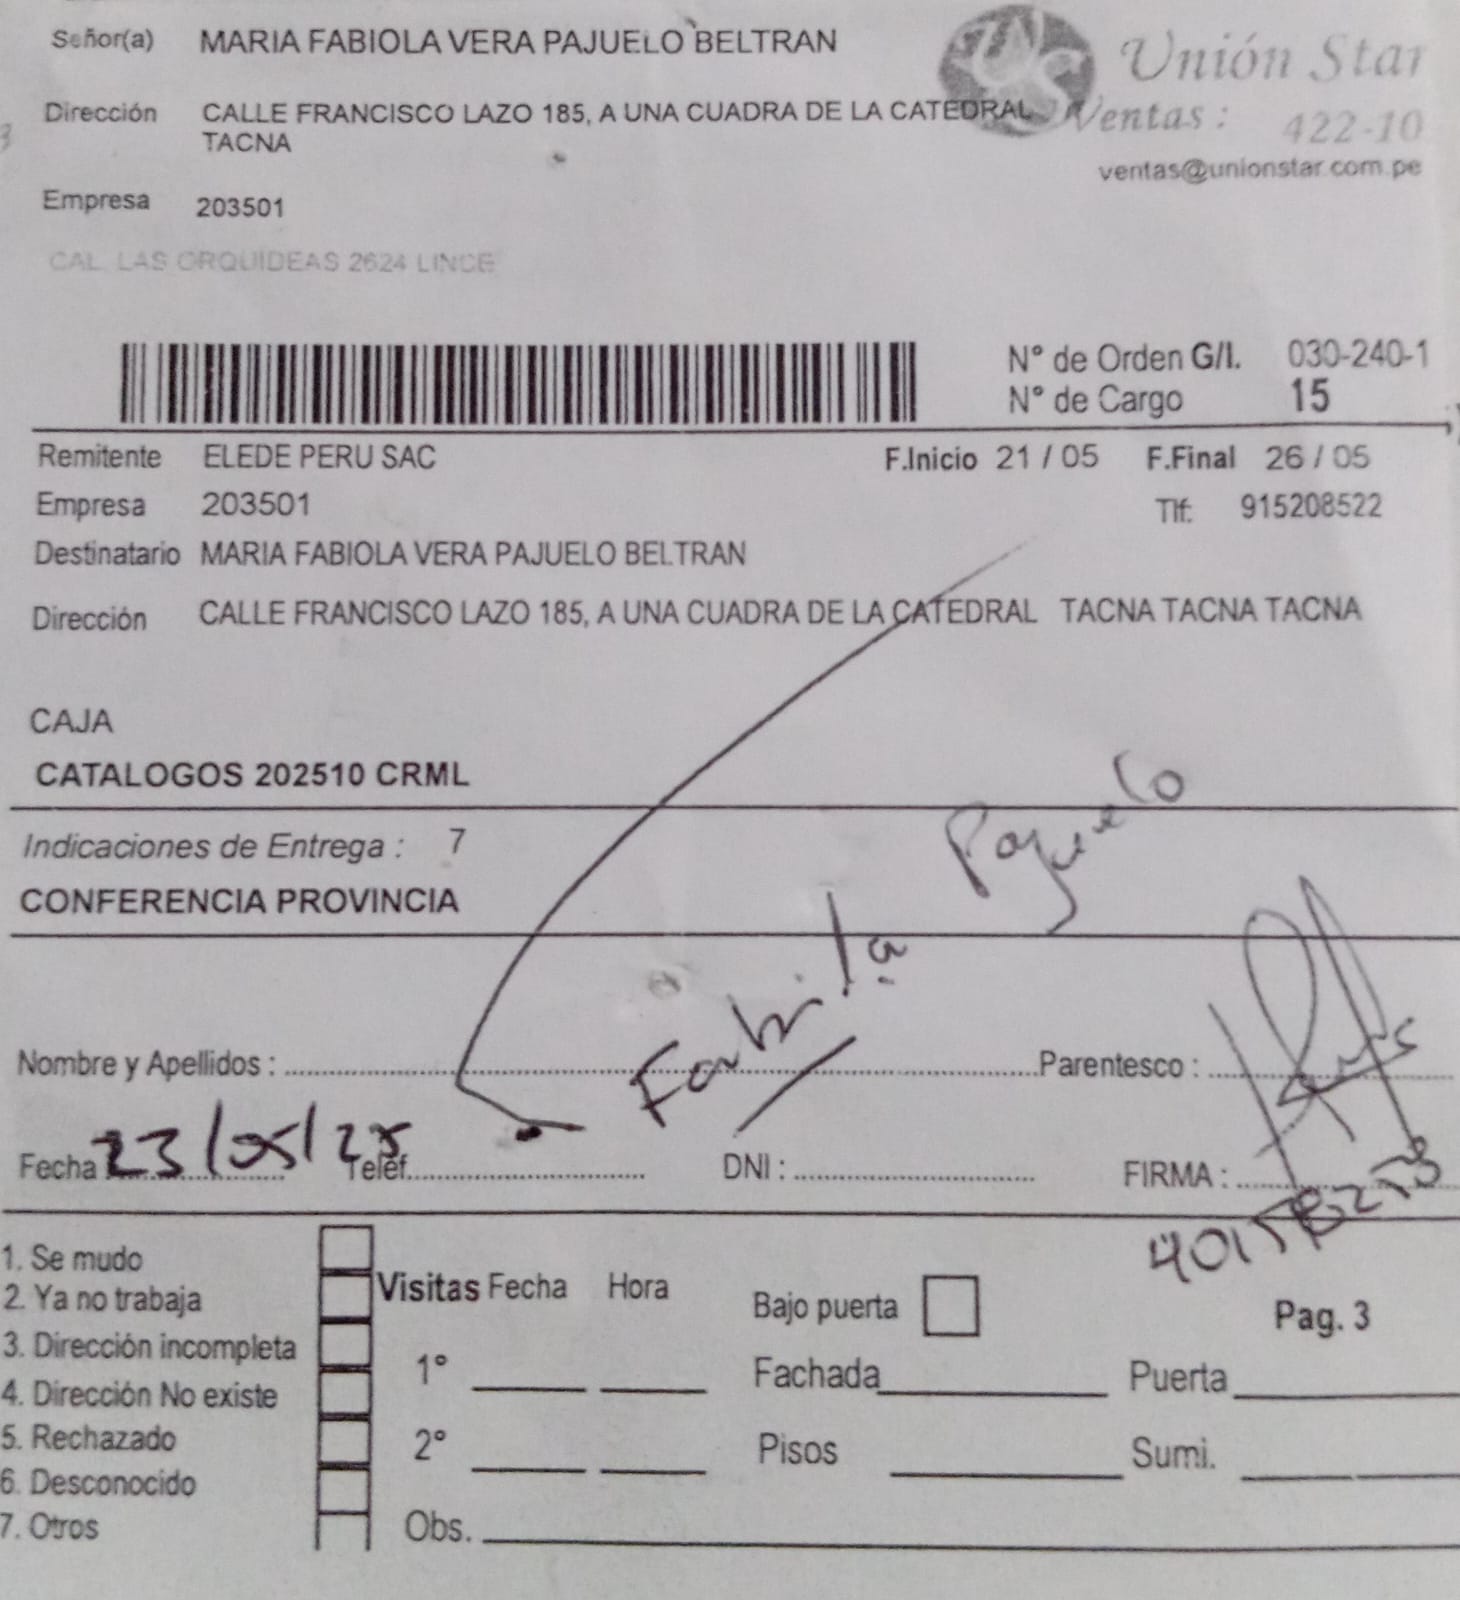 Señor(a) MARIA FABIOLA VERA PAJUELO BELTRAN
Unión Star
Dirección CALLE FRANCISCO LAZO 185, A UNA CUADRA DE LA CATEDRAL
TACNA
Ventas: 422-10
ventas@unionstar.com.pe
Empresa 203501
CAL. LAS ORQUIDEAS 2624 LINCE
N° de Orden G/I. 030-240-1
N° de Cargo 15
Remitente ELEDE PERU SAC F.Inicio 21 / 05 F.Final 26 / 05
Empresa 203501 Tlf: 915208522
Destinatario MARIA FABIOLA VERA PAJUELO BELTRAN
Dirección CALLE FRANCISCO LAZO 185, A UNA CUADRA DE LA CATEDRAL TACNA TACNA TACNA
CAJA
CATALOGOS 202510 CRML
Indicaciones de Entrega : 7
CONFERENCIA PROVINCIA
Fabiola Pajuelo
Nombre y Apellidos : Parentesco :
Fecha 23/05/25 Telef. DNI : FIRMA :
1. Se mudo
2. Ya no trabaja
3. Dirección incompleta
4. Dirección No existe
5. Rechazado
6. Desconocido
7. Otros
Visitas Fecha Hora
1°
2°
Obs.
Bajo puerta Pag. 3
Fachada Puerta
Pisos Sumi.